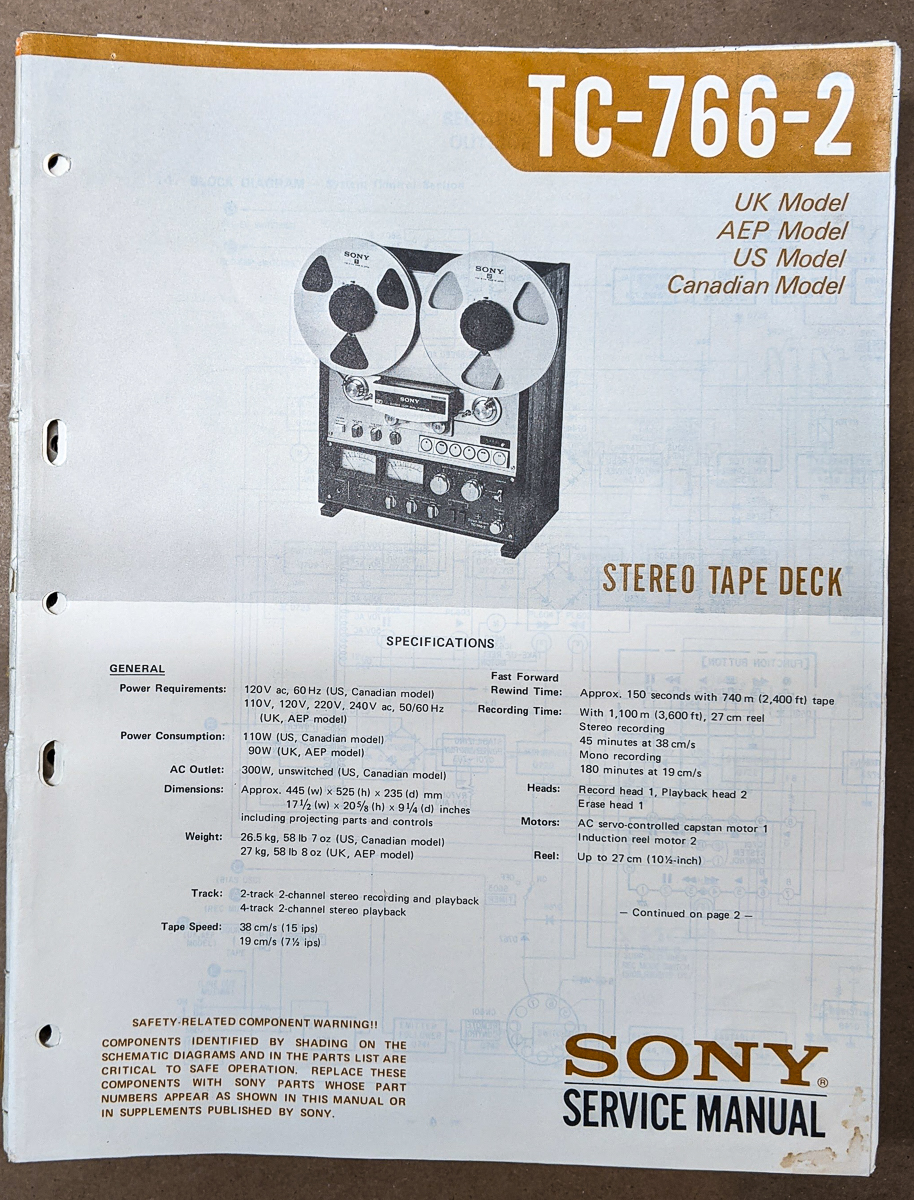 TC-766-2
UK Model
AEP Model
US Model
Canadian Model
SONY
SONY
SONY
STEREO TAPE DECK
SPECIFICATIONS
GENERAL
Power Requirements: 120V ac, 60Hz (US, Canadian model)
110V, 120V, 220V, 240V ac, 50/60Hz
(UK, AEP model)
Power Consumption: 110W (US, Canadian model)
90W (UK, AEP model)
AC Outlet: 300W, unswitched (US, Canadian model)
Dimensions: Approx. 445 (w) x 525 (h) x 235 (d) mm
17 1/2 (w) x 20 5/8 (h) x 9 1/4 (d) inches
including projecting parts and controls
Weight: 26.5 kg, 58 lb 7 oz (US, Canadian model)
27 kg, 58 lb 8 oz (UK, AEP model)
Track: 2-track 2-channel stereo recording and playback
4-track 2-channel stereo playback
Tape Speed: 38 cm/s (15 ips)
19 cm/s (7½ ips)
Fast Forward
Rewind Time: Approx. 150 seconds with 740 m (2,400 ft) tape
Recording Time: With 1,100 m (3,600 ft), 27 cm reel
Stereo recording
45 minutes at 38 cm/s
Mono recording
180 minutes at 19 cm/s
Heads: Record head 1, Playback head 2
Erase head 1
Motors: AC servo-controlled capstan motor 1
Induction reel motor 2
Reel: Up to 27 cm (10½-inch)
— Continued on page 2 —
SAFETY-RELATED COMPONENT WARNING!!
COMPONENTS IDENTIFIED BY SHADING ON THE
SCHEMATIC DIAGRAMS AND IN THE PARTS LIST ARE
CRITICAL TO SAFE OPERATION. REPLACE THESE
COMPONENTS WITH SONY PARTS WHOSE PART
NUMBERS APPEAR AS SHOWN IN THIS MANUAL OR
IN SUPPLEMENTS PUBLISHED BY SONY.
SONY®
SERVICE MANUAL